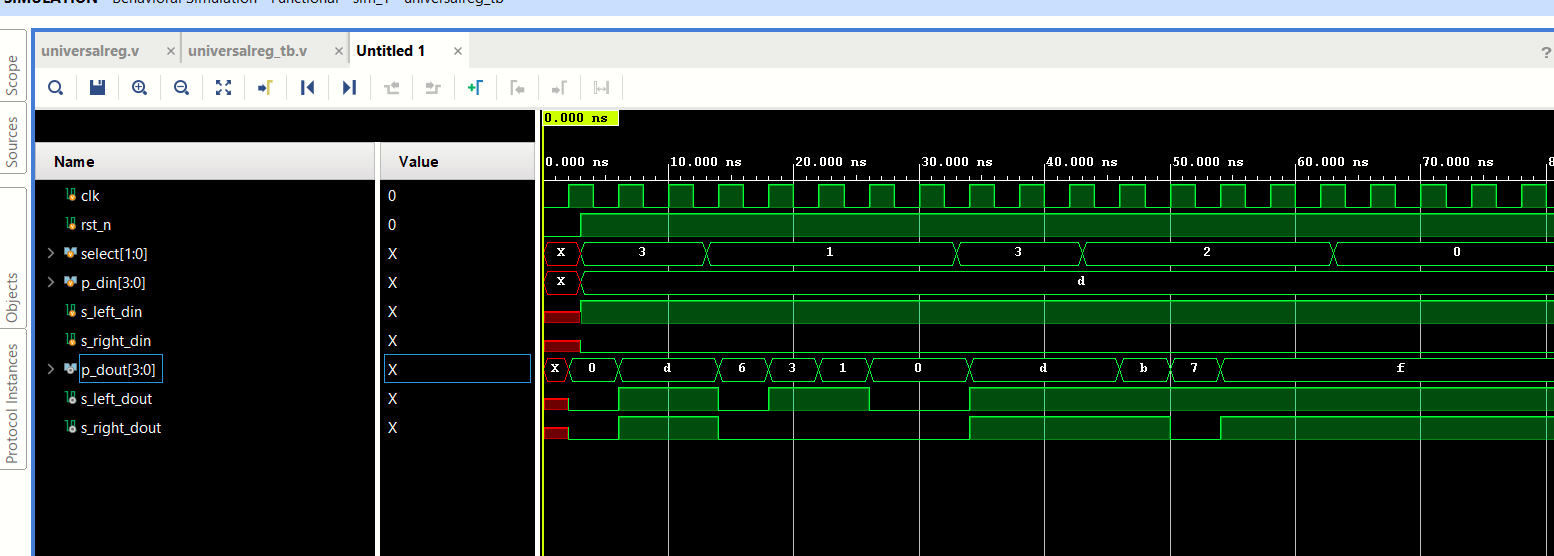 SIMULATION - Behavioral Simulation - Functional - sim_1 - universalreg_tb
Scope
Sources
Objects
Protocol Instances
universalreg.v × universalreg_tb.v × Untitled 1 × ?
0.000 ns
Name Value
0.000 ns 10.000 ns 20.000 ns 30.000 ns 40.000 ns 50.000 ns 60.000 ns 70.000 ns 8
clk 0
rst_n 0
select[1:0] X X 3 1 3 2 0
p_din[3:0] X X d
s_left_din X
s_right_din X
p_dout[3:0] X X 0 d 6 3 1 0 d b 7 f
s_left_dout X
s_right_dout X